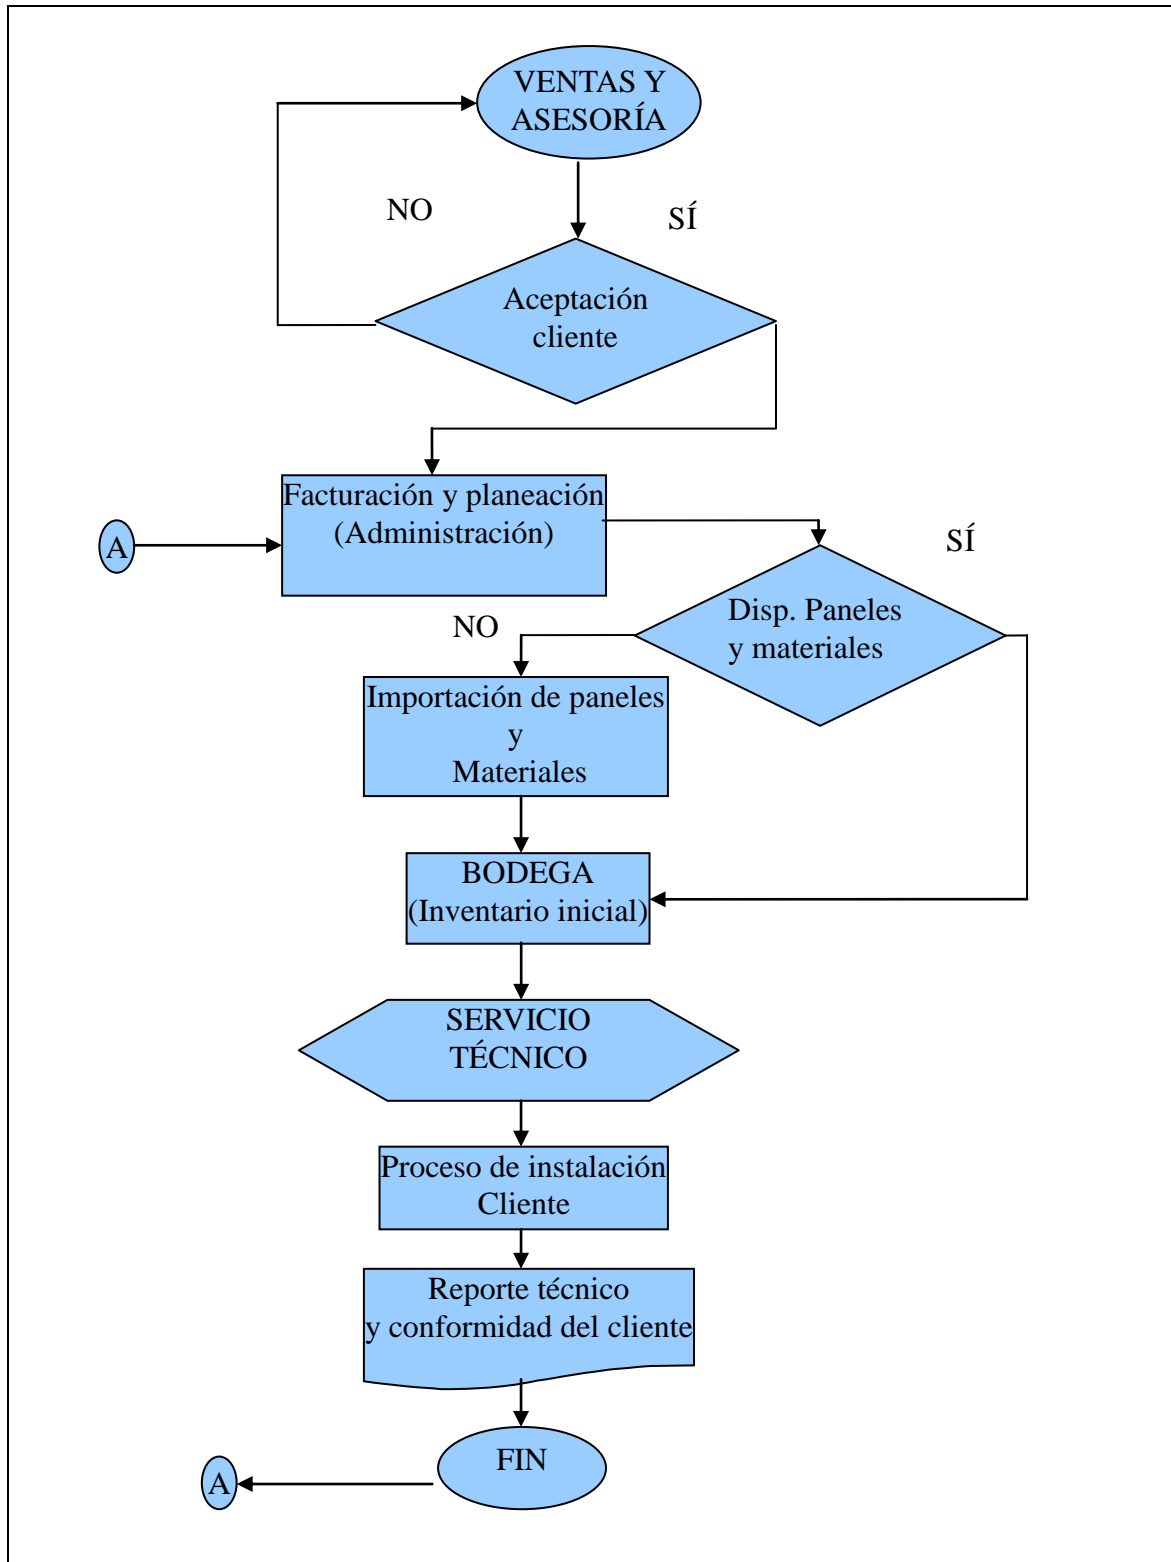 VENTAS Y
ASESORÍA
NO
SÍ
Aceptación
cliente
Facturación y planeación
(Administración)
A
SÍ
Disp. Paneles
y materiales
NO
Importación de paneles
y
Materiales
BODEGA
(Inventario inicial)
SERVICIO
TÉCNICO
Proceso de instalación
Cliente
Reporte técnico
y conformidad del cliente
FIN
A